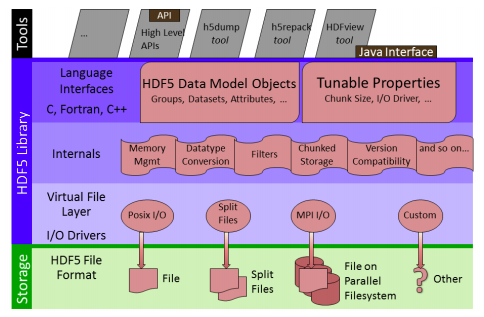 Tools
...
API
High Level
APIs
h5dump
tool
h5repack
tool
HDFview
tool
Java Interface
HDF5 Library
Language
Interfaces
C, Fortran, C++
HDF5 Data Model Objects
Groups, Datasets, Attributes, ...
Tunable Properties
Chunk Size, I/O Driver, ...
Internals
Memory
Mgmt
Datatype
Conversion
Filters
Chunked
Storage
Version
Compatibility
and so on...
Virtual File
Layer
I/O Drivers
Posix I/O
Split
Files
MPI I/O
Custom
Storage
HDF5 File
Format
File
Split
Files
File on
Parallel
Filesystem
?
Other